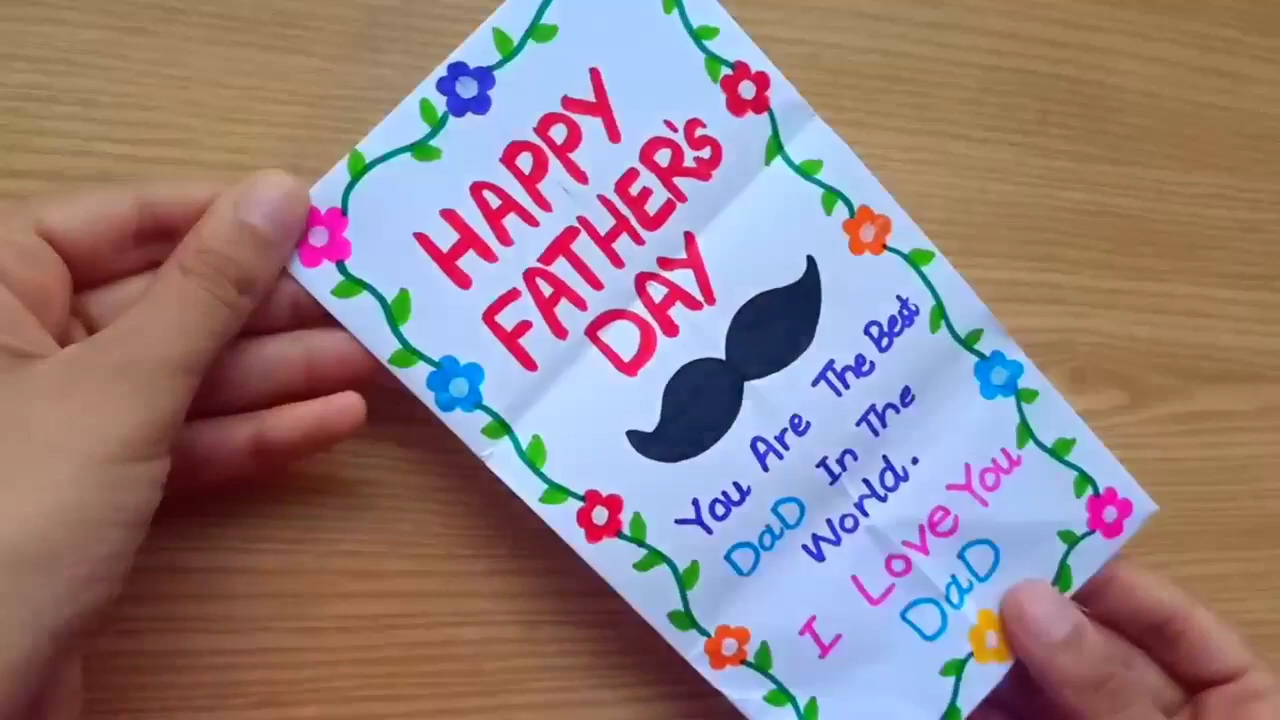 HAPPY
FATHER'S
DAY
You Are The Best
DaD In The
World.
I Love You
DaD